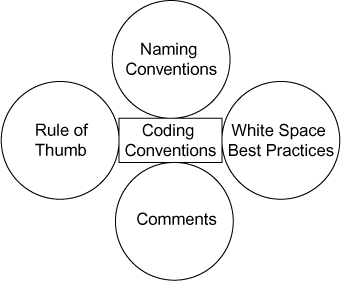 Naming
Conventions
Rule of
Thumb
Coding
Conventions
White Space
Best Practices
Comments